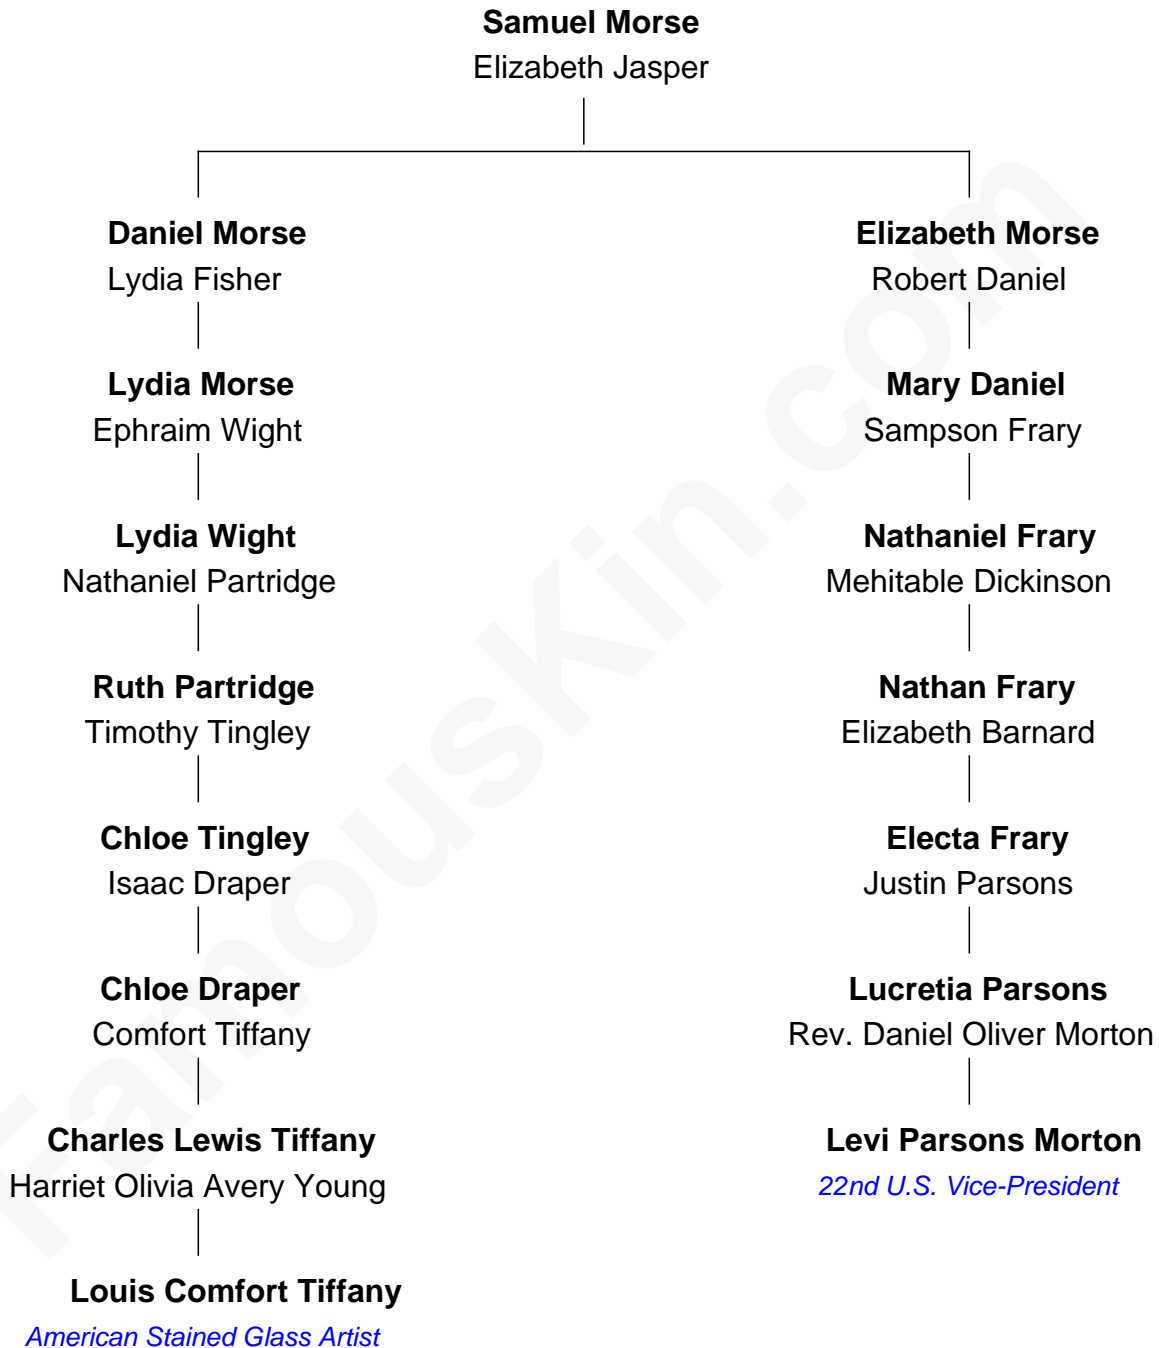 Samuel Morse
Elizabeth Jasper
Daniel Morse
Lydia Fisher
Lydia Morse
Ephraim Wight
Lydia Wight
Nathaniel Partridge
Ruth Partridge
Timothy Tingley
Chloe Tingley
Isaac Draper
Chloe Draper
Comfort Tiffany
Charles Lewis Tiffany
Harriet Olivia Avery Young
Louis Comfort Tiffany
American Stained Glass Artist
Elizabeth Morse
Robert Daniel
Mary Daniel
Sampson Frary
Nathaniel Frary
Mehitable Dickinson
Nathan Frary
Elizabeth Barnard
Electa Frary
Justin Parsons
Lucretia Parsons
Rev. Daniel Oliver Morton
Levi Parsons Morton
22nd U.S. Vice-President
FamousKin.com